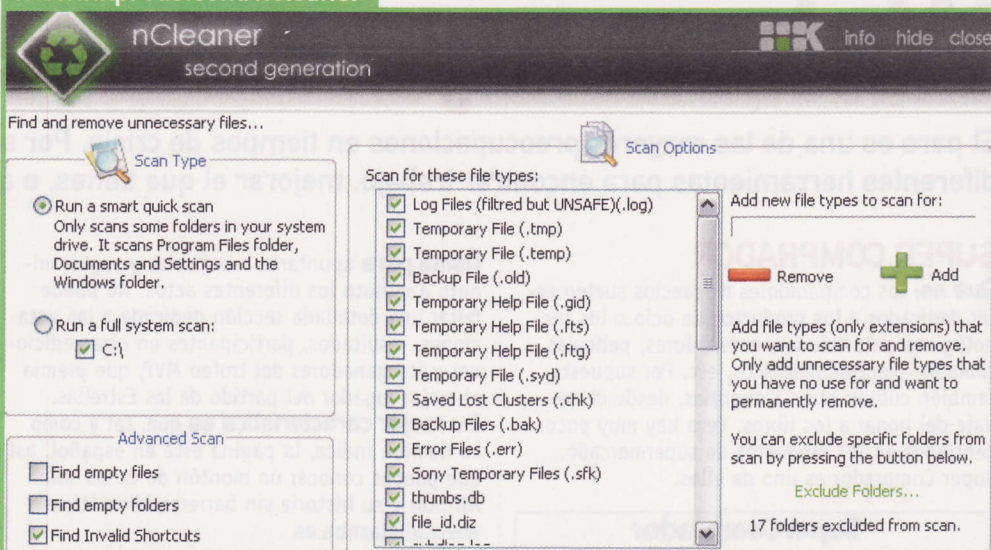 nCleaner
second generation
info hide close
Find and remove unnecessary files...
Scan Type
Run a smart quick scan
Only scans some folders in your system
drive. It scans Program Files folder,
Documents and Settings and the
Windows folder.
Run a full system scan:
C:\
Advanced Scan
Find empty files
Find empty folders
Find Invalid Shortcuts
Scan Options
Scan for these file types:
Log Files (filtred but UNSAFE)(.log)
Temporary File (.tmp)
Temporary File (.temp)
Backup File (.old)
Temporary Help File (.gid)
Temporary Help File (.fts)
Temporary Help File (.ftg)
Temporary File (.syd)
Saved Lost Clusters (.chk)
Backup Files (.bak)
Error Files (.err)
Sony Temporary Files (.sfk)
thumbs.db
file_id.diz
Add new file types to scan for:
Remove Add
Add file types (only extensions) that
you want to scan for and remove.
Only add unnecessary file types that
you have no use for and want to
permanently remove.
You can exclude specific folders from
scan by pressing the button below.
Exclude Folders...
17 folders excluded from scan.